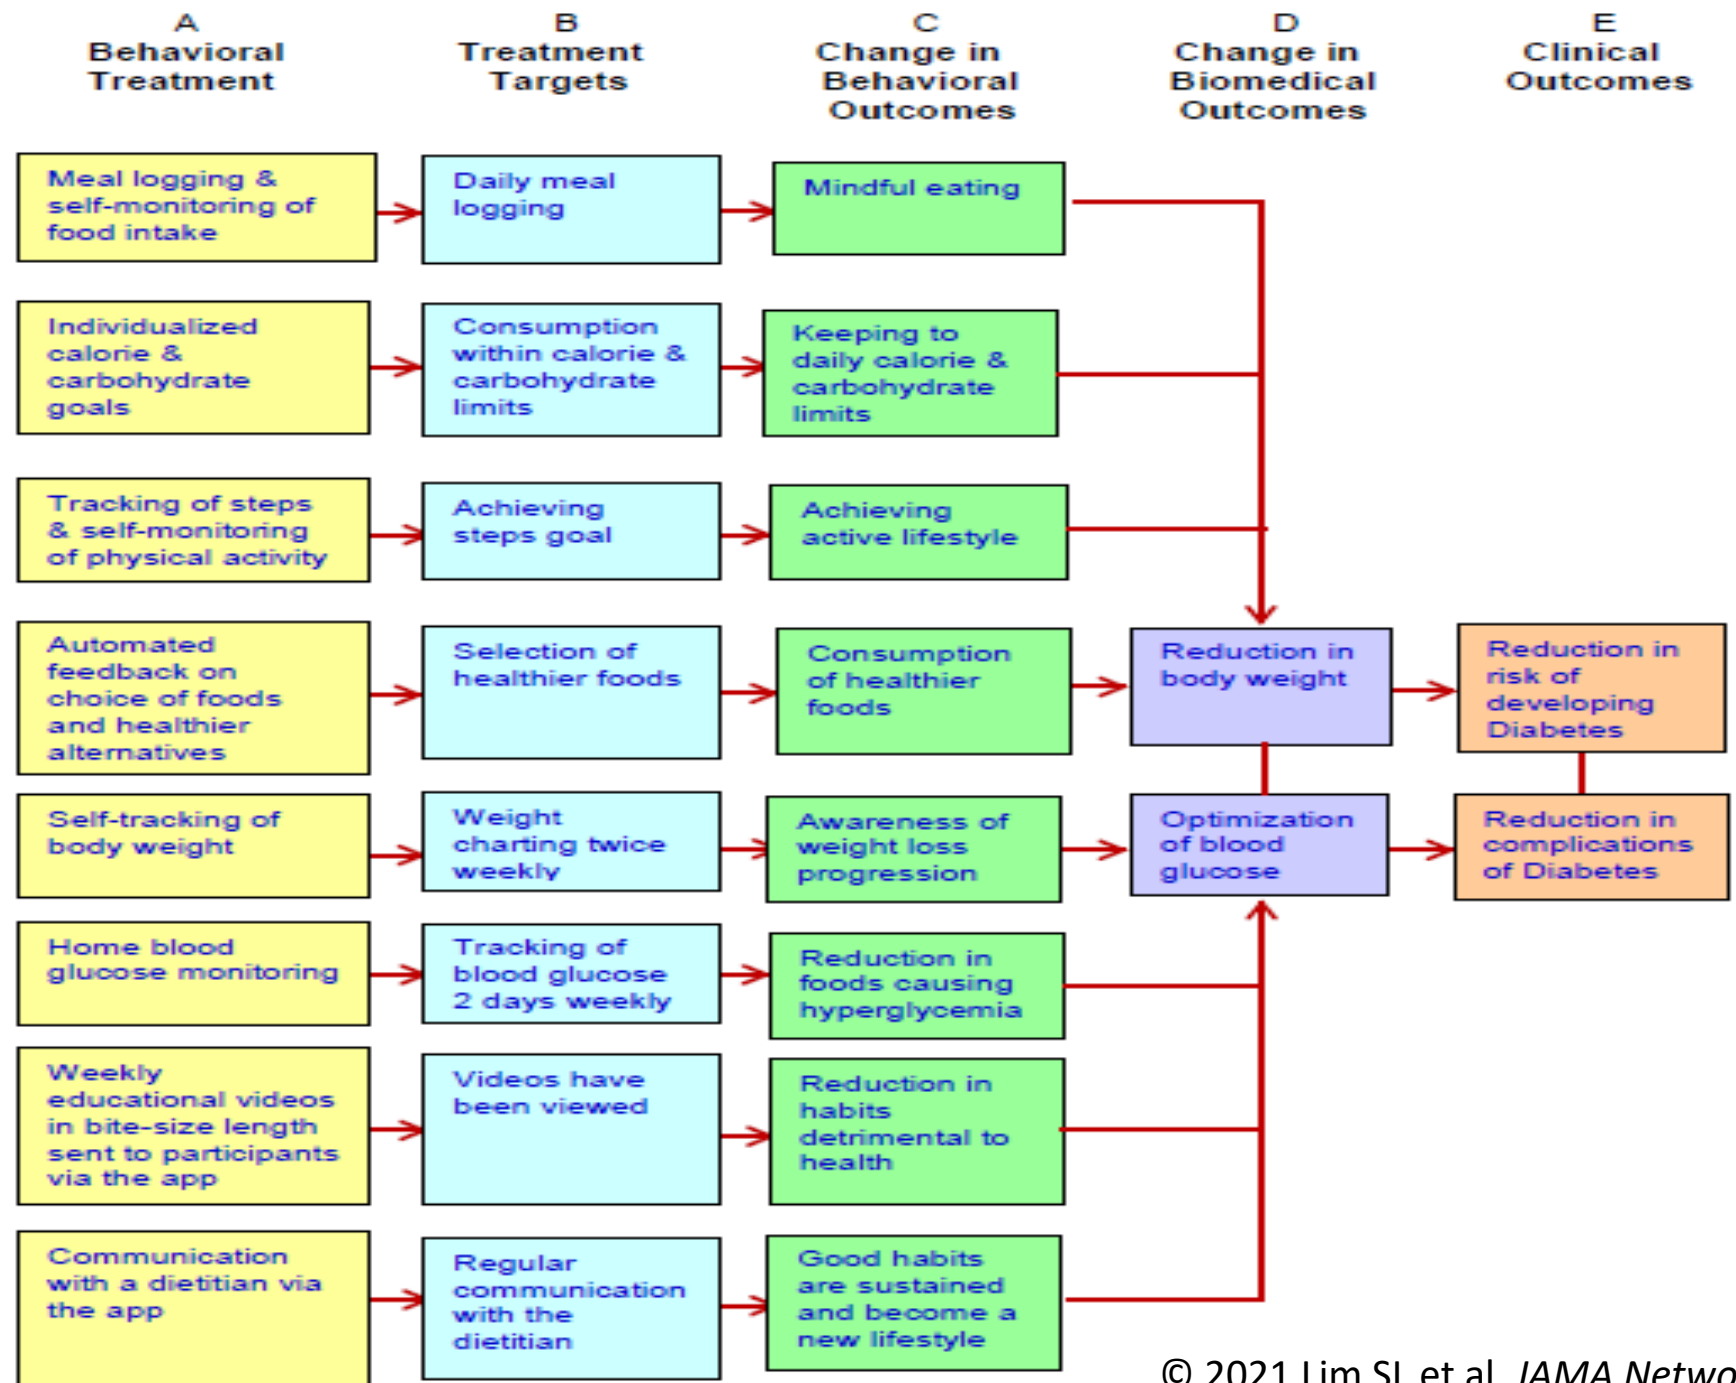 A
Behavioral
Treatment
B
Treatment
Targets
C
Change in
Behavioral
Outcomes
D
Change in
Biomedical
Outcomes
E
Clinical
Outcomes
Meal logging &
self-monitoring of
food intake
Daily meal
logging
Mindful eating
Individualized
calorie &
carbohydrate
goals
Consumption
within calorie &
carbohydrate
limits
Keeping to
daily calorie &
carbohydrate
limits
Tracking of steps
& self-monitoring
of physical activity
Achieving
steps goal
Achieving
active lifestyle
Automated
feedback on
choice of foods
and healthier
alternatives
Selection of
healthier foods
Consumption
of healthier
foods
Reduction in
body weight
Reduction in
risk of
developing
Diabetes
Self-tracking of
body weight
Weight
charting twice
weekly
Awareness of
weight loss
progression
Optimization
of blood
glucose
Reduction in
complications
of Diabetes
Home blood
glucose monitoring
Tracking of
blood glucose
2 days weekly
Reduction in
foods causing
hyperglycemia
Weekly
educational videos
in bite-size length
sent to participants
via the app
Videos have
been viewed
Reduction in
habits
detrimental to
health
Communication
with a dietitian via
the app
Regular
communication
with the
dietitian
Good habits
are sustained
and become a
new lifestyle
© 2021 Lim SL et al. JAMA